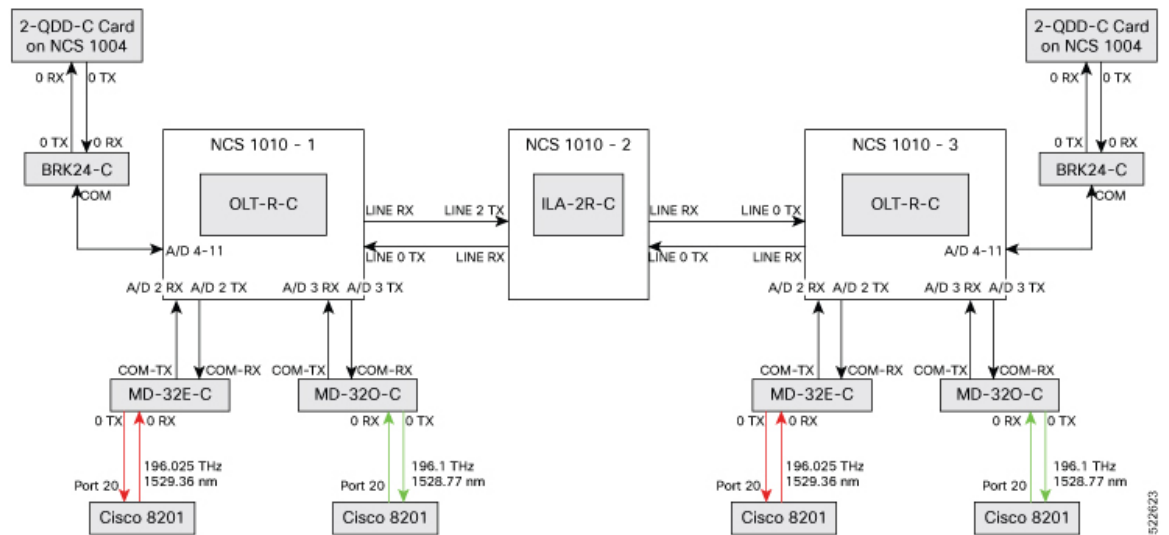 2-QDD-C Card
on NCS 1004
0 RX
0 TX
0 TX
0 RX
BRK24-C
COM
NCS 1010 - 1
OLT-R-C
A/D 4-11
LINE RX
LINE 2 TX
LINE 0 TX
LINE RX
NCS 1010 - 2
ILA-2R-C
LINE RX
LINE 0 TX
LINE 0 TX
LINE RX
NCS 1010 - 3
OLT-R-C
A/D 4-11
2-QDD-C Card
on NCS 1004
0 RX
0 TX
0 TX
0 RX
BRK24-C
COM
A/D 2 RX
A/D 2 TX
A/D 3 RX
A/D 3 TX
COM-TX
COM-RX
COM-TX
COM-RX
MD-32E-C
MD-32O-C
0 TX
0 RX
0 RX
0 TX
196.025 THz
1529.36 nm
196.1 THz
1528.77 nm
Port 20
Port 20
Cisco 8201
Cisco 8201
A/D 2 RX
A/D 2 TX
A/D 3 RX
A/D 3 TX
COM-TX
COM-RX
COM-TX
COM-RX
MD-32E-C
MD-32O-C
0 TX
0 RX
0 RX
0 TX
196.025 THz
1529.36 nm
196.1 THz
1528.77 nm
Port 20
Port 20
Cisco 8201
Cisco 8201
522623